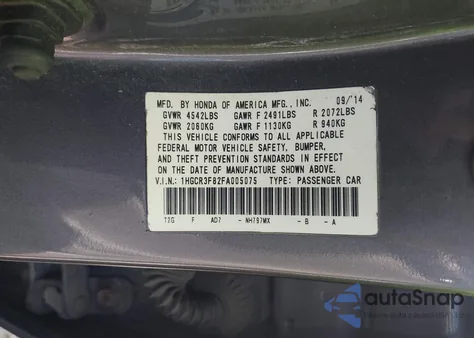 MFD. BY HONDA OF AMERICA MFG., INC. 09/14
GVWR 4542LBS GAWR F 2491LBS R 2072LBS
GVWR 2060KG GAWR F 1130KG R 940KG
THIS VEHICLE CONFORMS TO ALL APPLICABLE
FEDERAL MOTOR VEHICLE SAFETY, BUMPER,
AND THEFT PREVENTION STANDARDS IN EFFECT
ON THE DATE OF MANUFACTURE SHOWN ABOVE.
V.I.N.: 1HGCR3F82FA005075 TYPE: PASSENGER CAR
T2G F AD7 -NH797MX -B -A
autaSnap